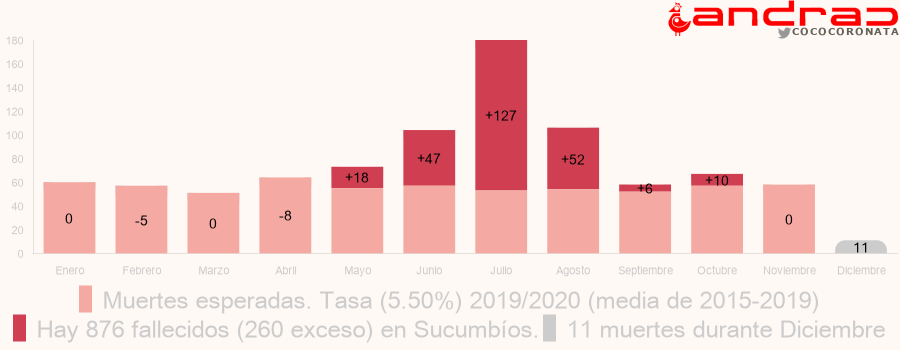 andrac
COCOCORONATA
180
160
140
120
100
80
60
40
20
0
0 -5 0 -8 +18 +47 +127 +52 +6 +10 0 11
Enero Febrero Marzo Abril Mayo Junio Julio Agosto Septiembre Octubre Noviembre Diciembre
Muertes esperadas. Tasa (5.50%) 2019/2020 (media de 2015-2019)
Hay 876 fallecidos (260 exceso) en Sucumbíos. 11 muertes durante Diciembre